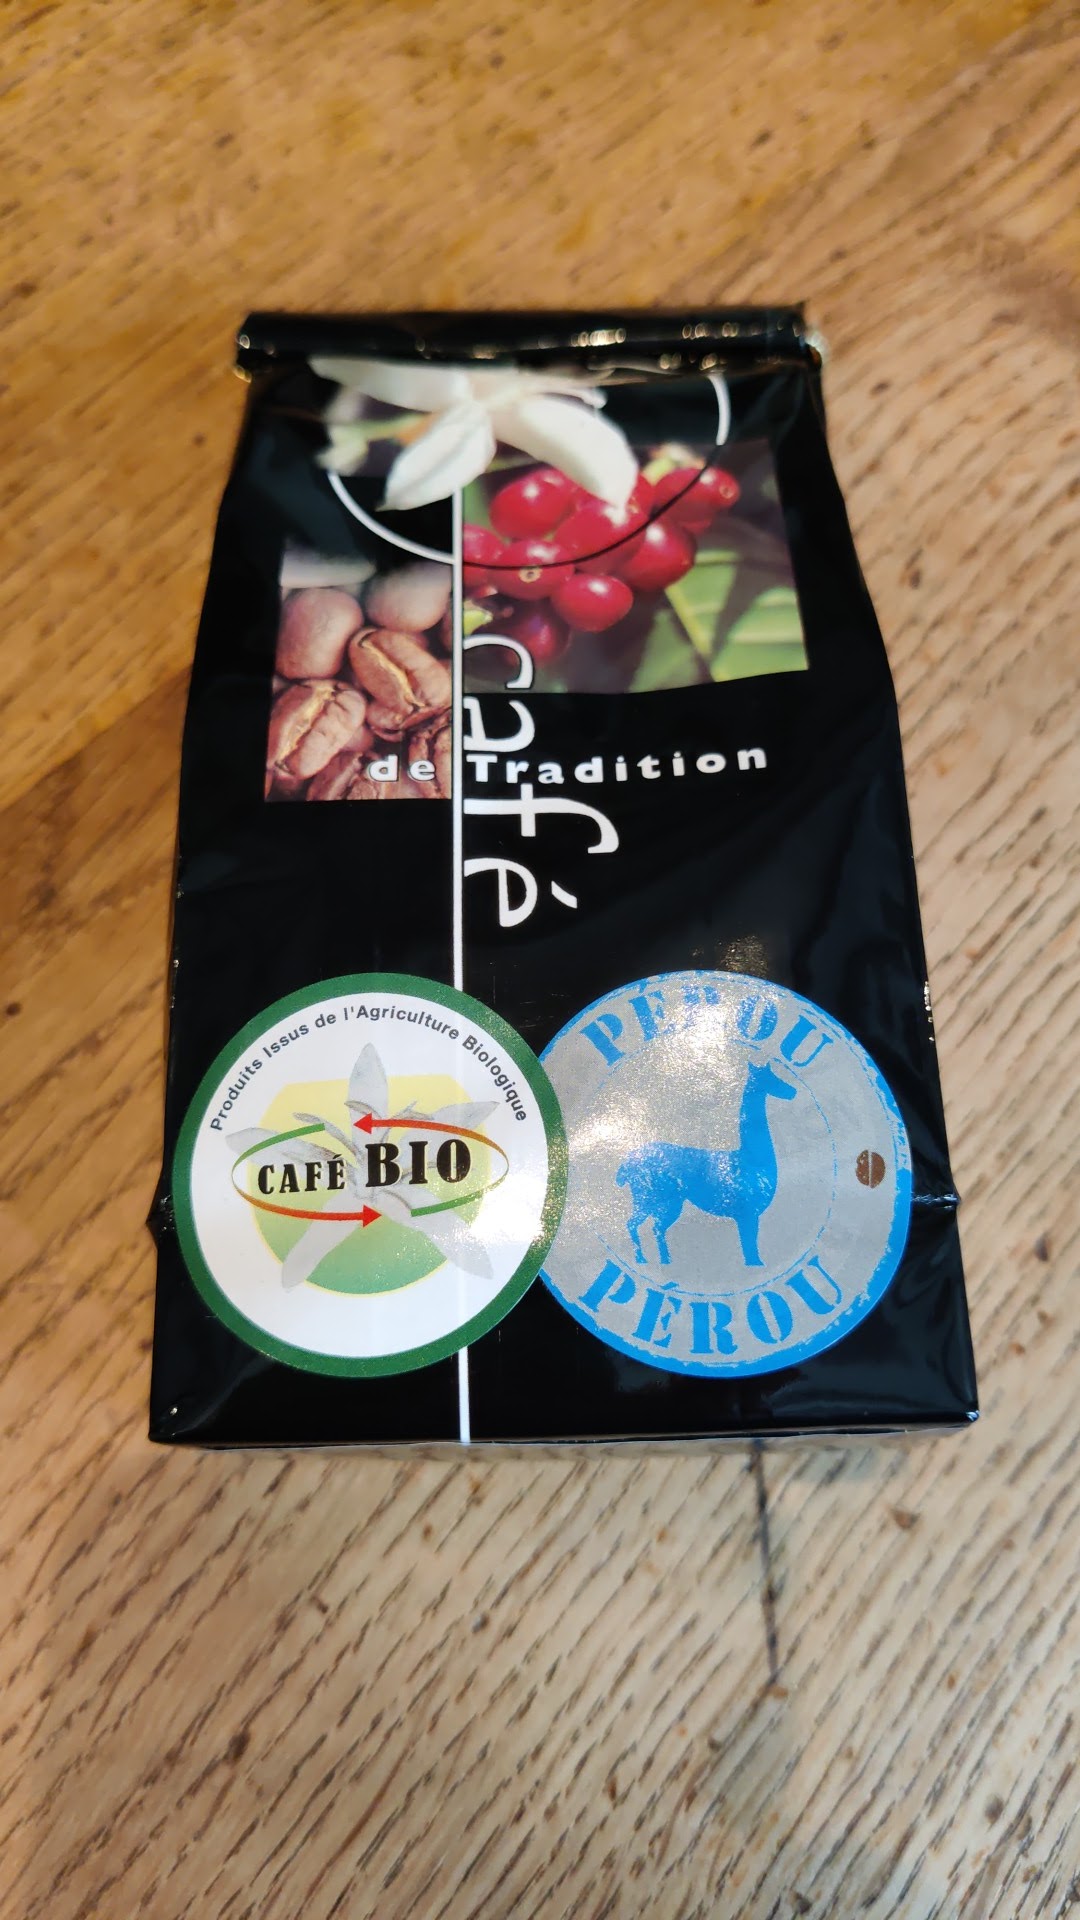 café
de Tradition
Produits Issus de l'Agriculture Biologique
CAFÉ BIO
PÉROU
PÉROU